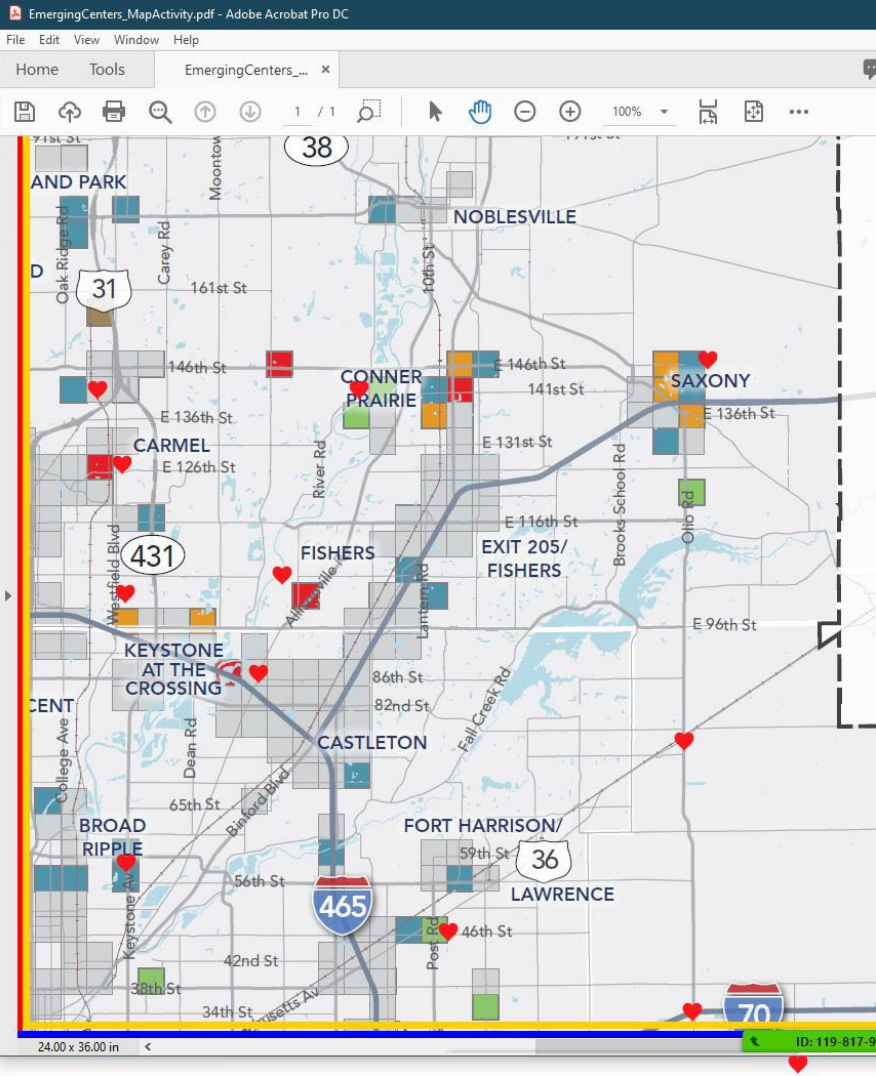 EmergingCenters_MapActivity.pdf - Adobe Acrobat Pro DC
File Edit View Window Help
Home Tools EmergingCenters_... ×
1 / 1 100%
91st St
38
AND PARK
Moontow
NOBLESVILLE
Oak Ridge Rd
Carey Rd
10th St
D
31
161st St
146th St
E 146th St
CONNER
PRAIRIE
141st St
SAXONY
E 136th St
E 136th St
CARMEL
E 131st St
E 126th St
River Rd
Brooks School Rd
Olio Rd
E 116th St
Westfield Blvd
431
FISHERS
EXIT 205/
FISHERS
Lantern Rd
E 96th St
KEYSTONE
AT THE
CROSSING
86th St
82nd St
CENT
Fall Creek Rd
College Ave
Dean Rd
CASTLETON
65th St
Binford Blvd
BROAD
RIPPLE
FORT HARRISON/
59th St
36
56th St
LAWRENCE
465
Keystone Av
Post Rd
46th St
42nd St
38th St
34th St
usetts Av
70
24.00 x 36.00 in <
ID: 119-817-9